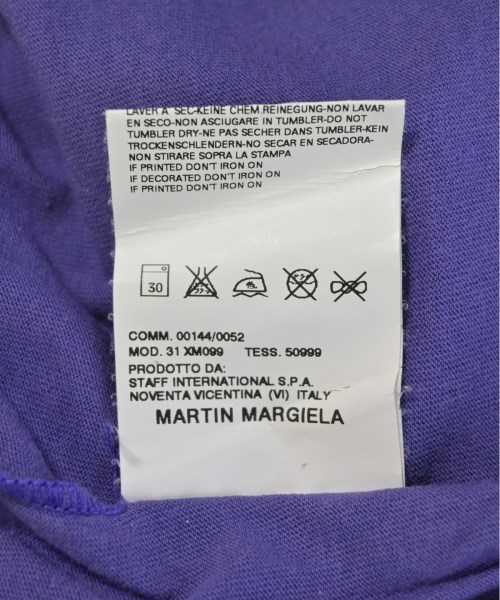 LAVER A SEC-KEINE CHEM.REINEGUNG-NON LAVAR
EN SECO-NON ASCIUGARE IN TUMBLER-DO NOT
TUMBLER DRY-NE PAS SECHER DANS TUMBLER-KEIN
TROCKENSCHLENDERN-NO SECAR EN SECADORA-
NON STIRARE SOPRA LA STAMPA
IF PRINTED DON'T IRON ON
IF DECORATED DON'T IRON ON
IF PRINTED DON'T IRON ON
30
COMM. 00144/0052
MOD. 31 XM099 TESS. 50999
PRODOTTO DA:
STAFF INTERNATIONAL S.P.A.
NOVENTA VICENTINA (VI) ITALY
MARTIN MARGIELA